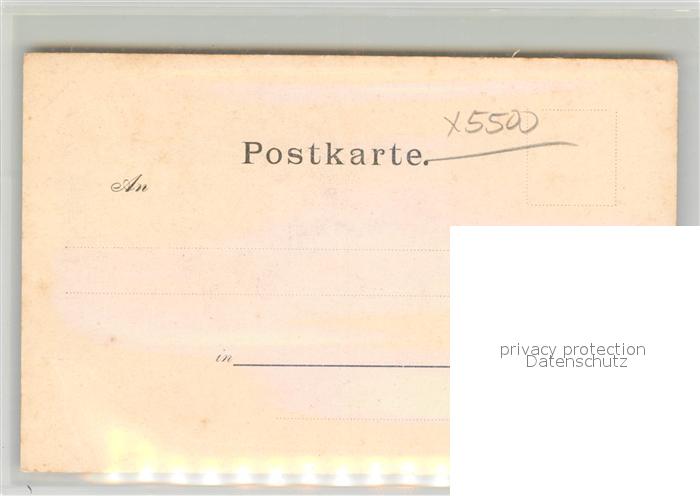 x5500
Postkarte.
An
in
privacy protection
Datenschutz